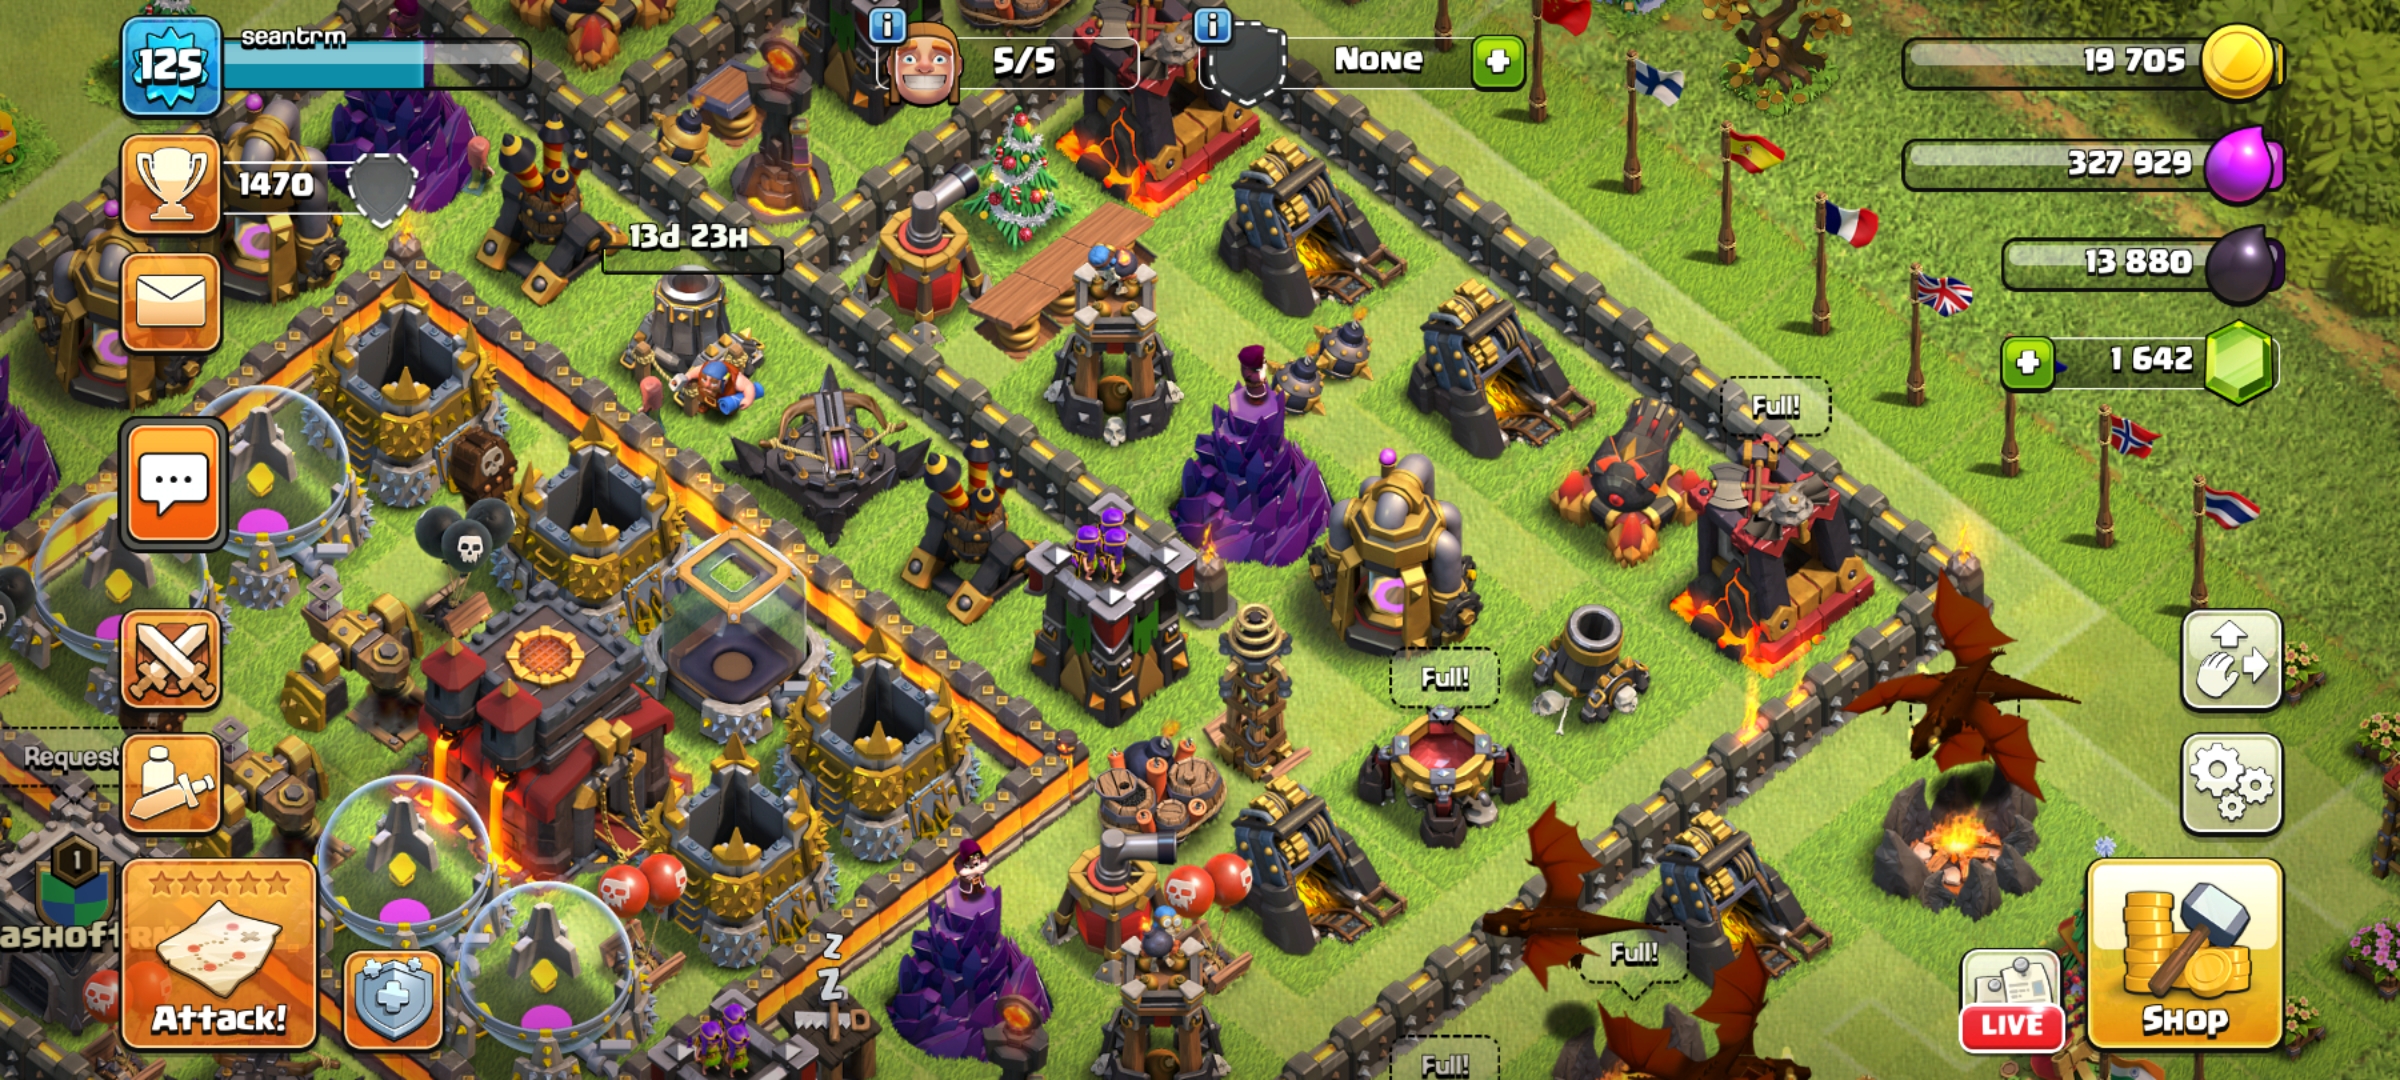 125
seantrm
5/5
None
19 705
1470
327 929
13d 23h
13 880
1 642
Full!
Full!
Request
1
Full!
z
z
Attack!
Shop
LIVE
Full!